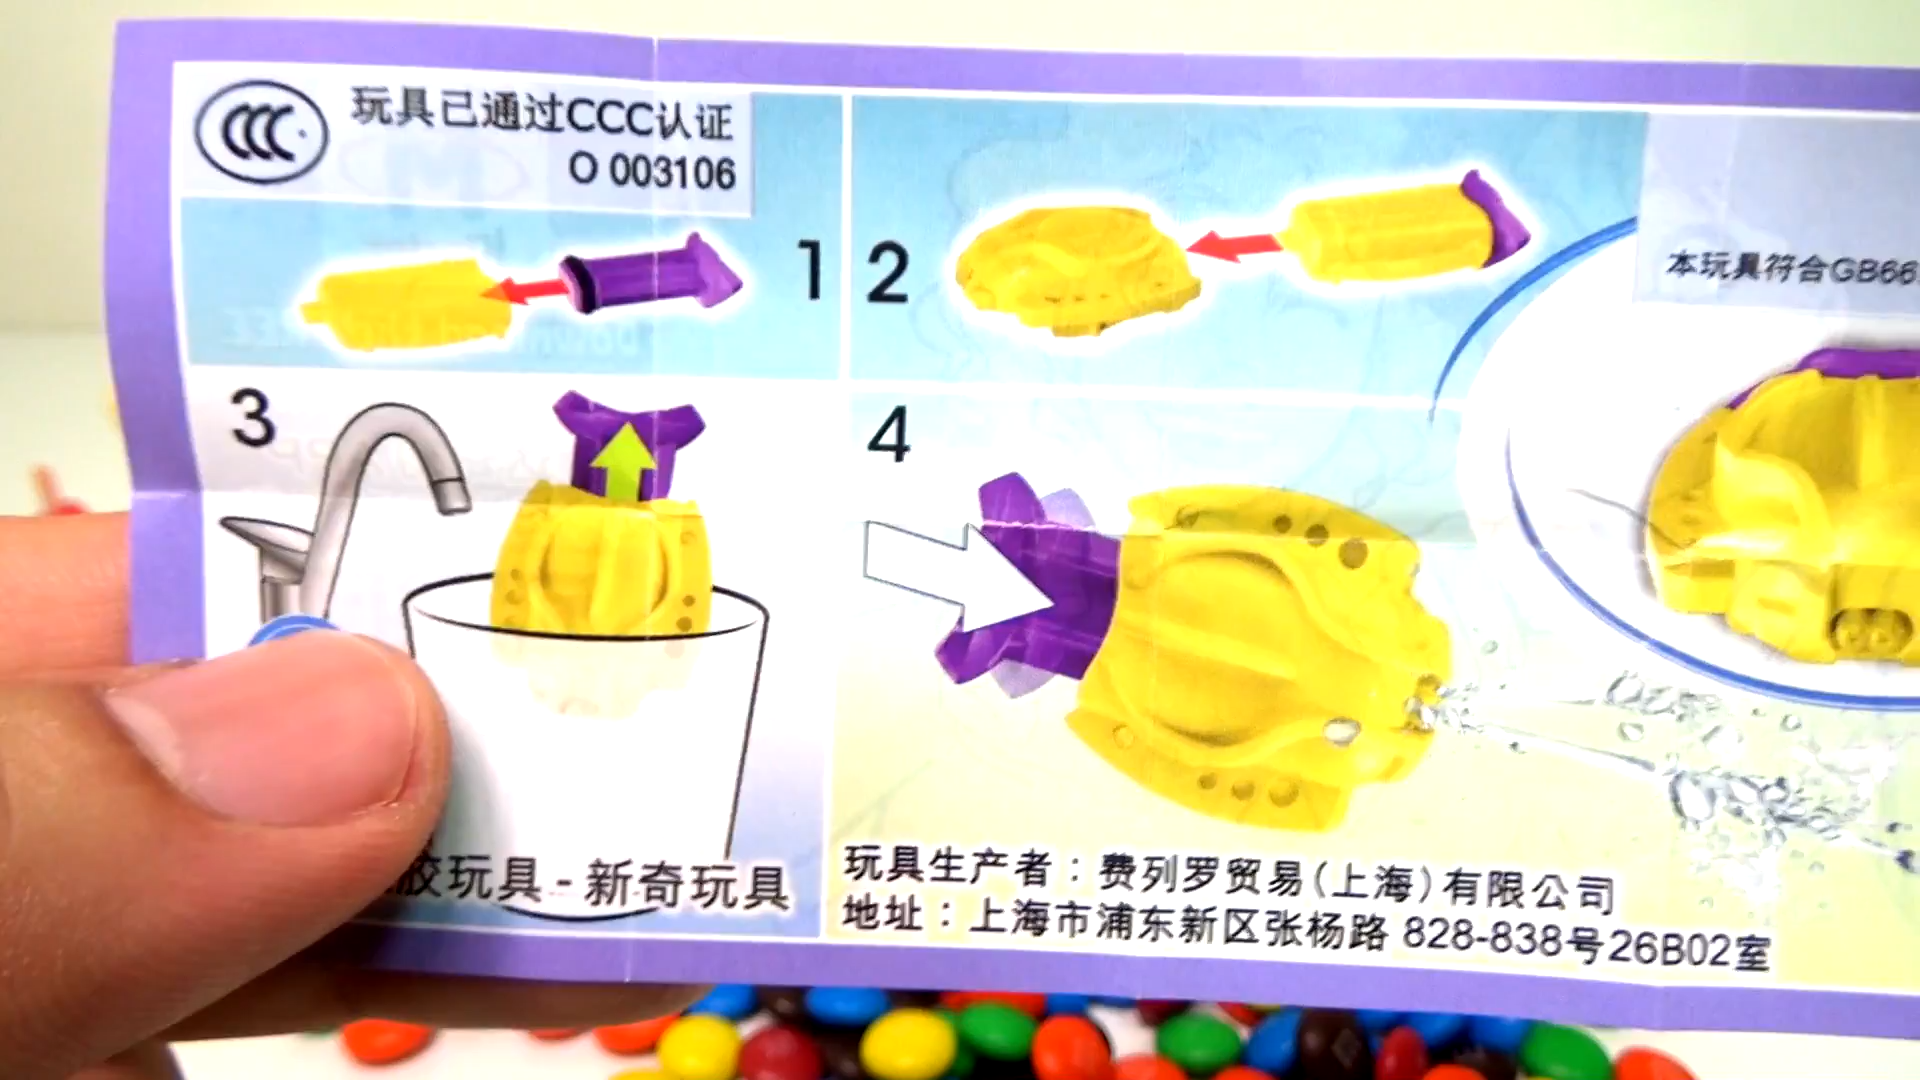 CCC
玩具已通过CCC认证
O 003106
1
2
本玩具符合GB66
3
4
胶玩具-新奇玩具
玩具生产者：费列罗贸易(上海)有限公司
地址：上海市浦东新区张杨路 828-838号26B02室